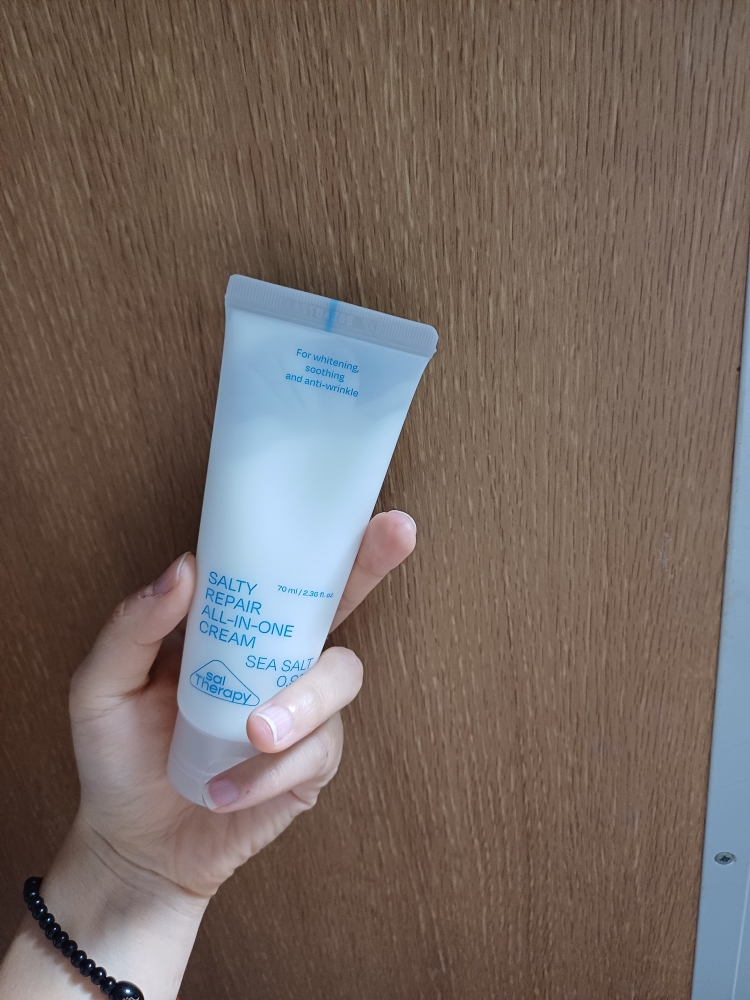 For whitening,
soothing
and anti-wrinkle
SALTY
REPAIR
ALL-IN-ONE
CREAM
70 ml / 2.36 fl. oz.
SEA SALT
sal
Therapy